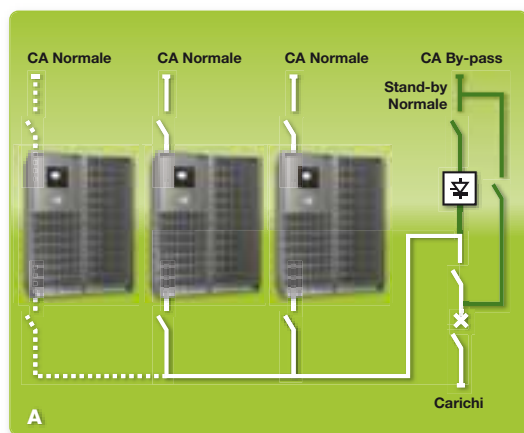 CA Normale
CA Normale
CA Normale
CA By-pass
Stand-by
Normale
Carichi
A